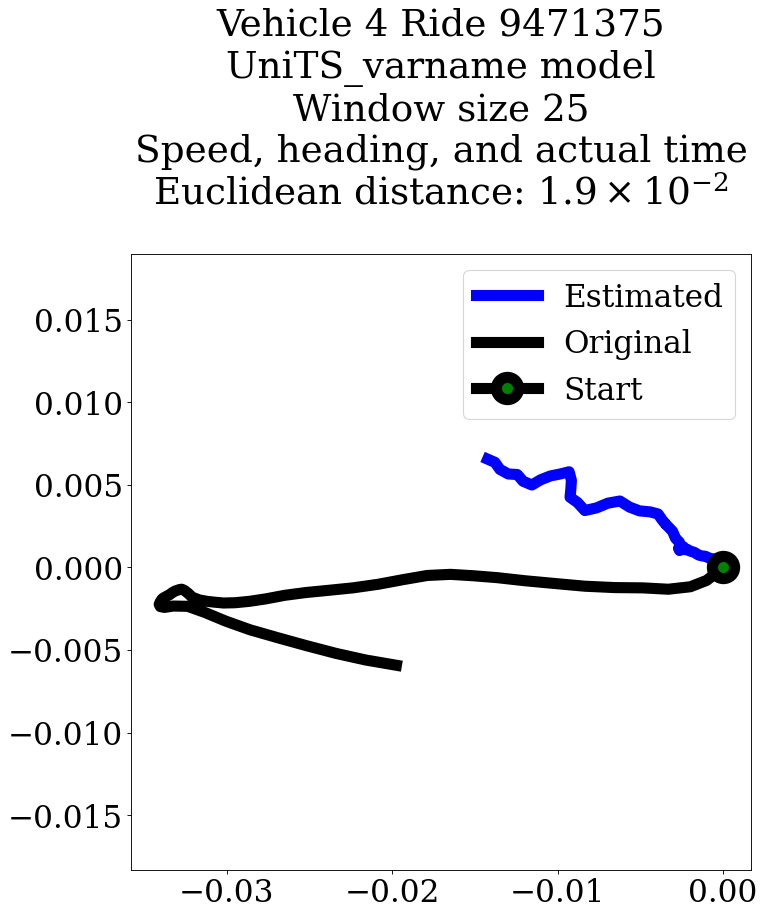 Vehicle 4 Ride 9471375
UniTS_varname model
Window size 25
Speed, heading, and actual time
Euclidean distance: 1.9 × 10⁻²
Estimated
Original
Start
0.015
0.010
0.005
0.000
−0.005
−0.010
−0.015
−0.03 −0.02 −0.01 0.00